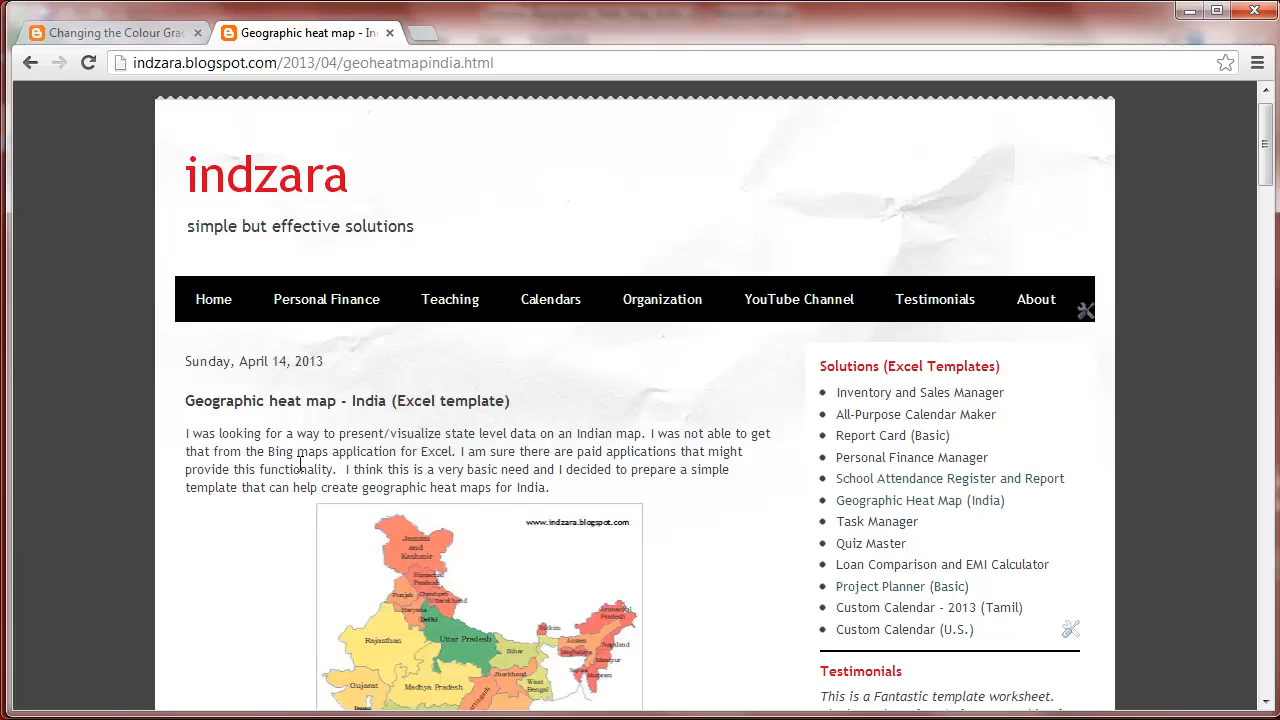 Changing the Colour Gra
Geographic heat map - In
indzara.blogspot.com/2013/04/geoheatmapindia.html
indzara
simple but effective solutions
Home Personal Finance Teaching Calendars Organization YouTube Channel Testimonials About
Sunday, April 14, 2013
Geographic heat map - India (Excel template)
I was looking for a way to present/visualize state level data on an Indian map. I was not able to get
that from the Bing maps application for Excel. I am sure there are paid applications that might
provide this functionality. I think this is a very basic need and I decided to prepare a simple
template that can help create geographic heat maps for India.
www.indzara.blogspot.com
Jammu
and
Kashmir
Himachal
Pradesh
Punjab
Chandigarh
Uttarakhand
Haryana
Delhi
Arunachal
Pradesh
Sikkim
Rajasthan
Uttar Pradesh
Assam
Nagaland
Bihar
Meghalaya
Manipur
Tripura
Mizoram
Jharkhand
West
Bengal
Gujarat
Madhya Pradesh
Solutions (Excel Templates)
Inventory and Sales Manager
All-Purpose Calendar Maker
Report Card (Basic)
Personal Finance Manager
School Attendance Register and Report
Geographic Heat Map (India)
Task Manager
Quiz Master
Loan Comparison and EMI Calculator
Project Planner (Basic)
Custom Calendar - 2013 (Tamil)
Custom Calendar (U.S.)
Testimonials
This is a Fantastic template worksheet.